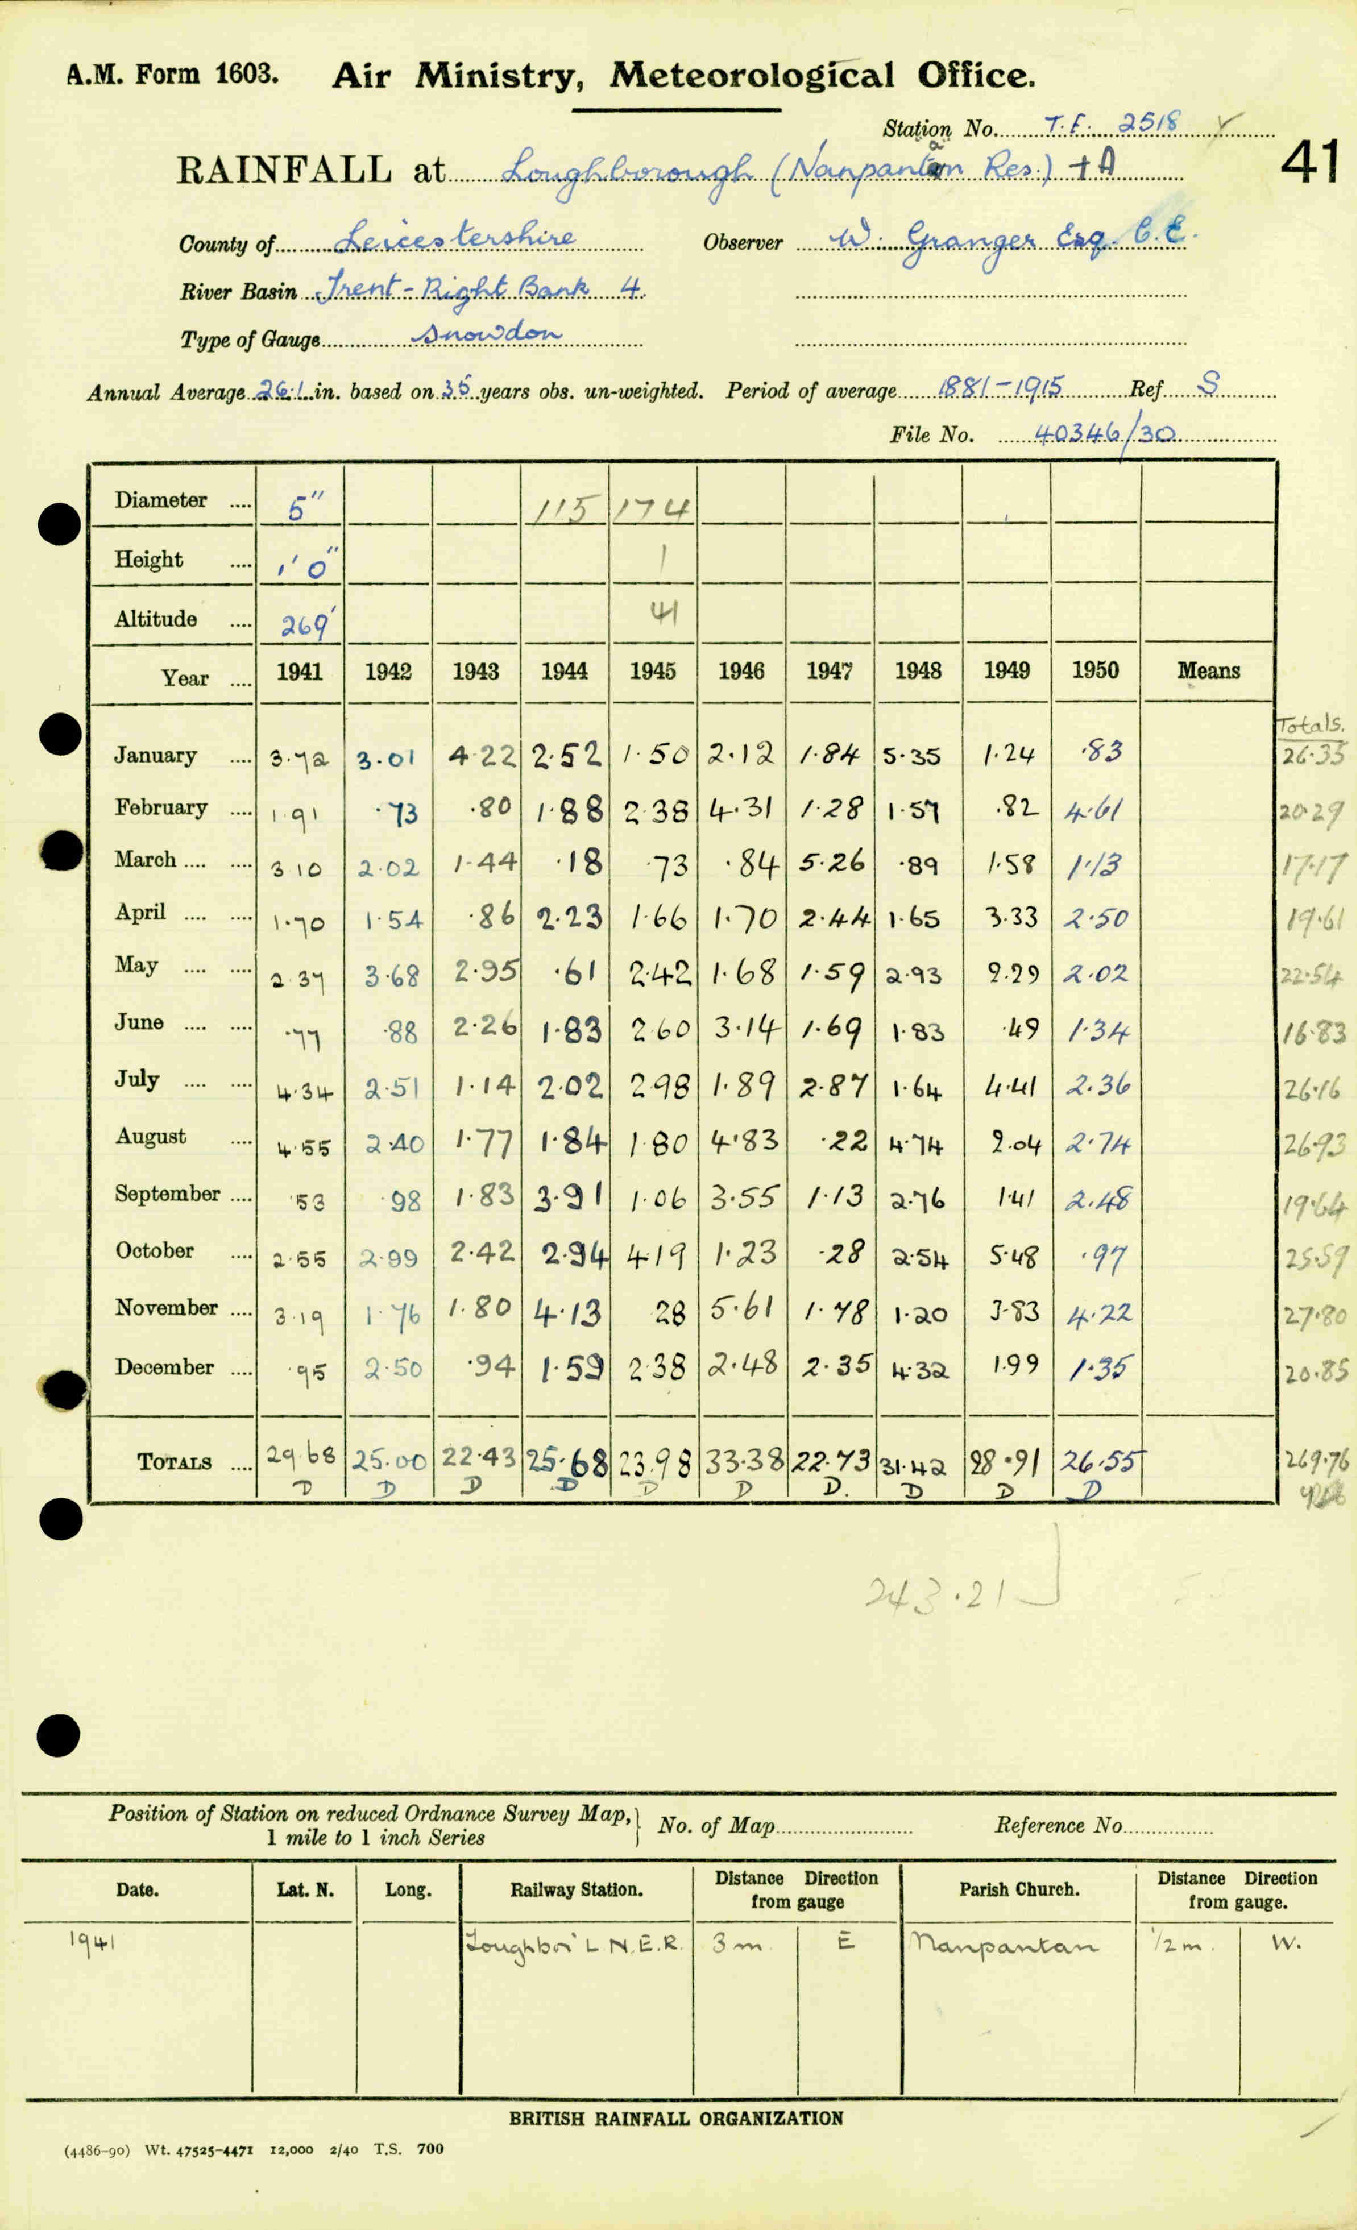 A.M. Form 1603. Air Ministry, Meteorological Office.
Station No. T.F. 2518
RAINFALL at Loughborough (Nanpantan Res.) + A 41
County of Leicestershire Observer W. Granger Esq. C.E.
River Basin Trent - Right Bank 4
Type of Gauge Snowdon
Annual Average 26.1 in. based on 35 years obs. un-weighted. Period of average 1881-1915 Ref S
File No. 40346/30
Diameter .... 5" 115 174
Height .... 1'0" 1
Altitude .... 269' 41
Year .... 1941 1942 1943 1944 1945 1946 1947 1948 1949 1950 Means
Totals.
January .... 3.72 3.01 4.22 2.52 1.50 2.12 1.84 5.35 1.24 .83 26.35
February .... 1.91 .73 .80 1.88 2.38 4.31 1.28 1.57 .82 4.61 20.29
March .... .... 3.10 2.02 1.44 .18 .73 .84 5.26 .89 1.58 1.13 17.17
April .... .... 1.70 1.54 .86 2.23 1.66 1.70 2.44 1.65 3.33 2.50 19.61
May .... .... 2.37 3.68 2.95 .61 2.42 1.68 1.59 2.93 2.29 2.02 22.54
June .... .... .77 .88 2.26 1.83 2.60 3.14 1.69 1.83 .49 1.34 16.83
July .... .... 4.34 2.51 1.14 2.02 2.98 1.89 2.87 1.64 4.41 2.36 26.16
August .... 4.55 2.40 1.77 1.84 1.80 4.83 .22 4.74 2.04 2.74 26.93
September .... .53 .98 1.83 3.91 1.06 3.55 1.13 2.76 1.41 2.48 19.64
October .... 2.55 2.99 2.42 2.94 4.19 1.23 .28 2.54 5.48 .97 25.59
November .... 3.19 1.76 1.80 4.13 .28 5.61 1.78 1.20 3.83 4.22 27.80
December .... .95 2.50 .94 1.59 2.38 2.48 2.35 4.32 1.99 1.35 20.85
TOTALS .... 29.68 25.00 22.43 25.68 23.98 33.38 22.73 31.42 28.91 26.55 269.76
D D D D D D D. D D D
243.21
Position of Station on reduced Ordnance Survey Map, } No. of Map Reference No.
1 mile to 1 inch Series
Date. Lat. N. Long. Railway Station. Distance Direction from gauge Parish Church. Distance Direction from gauge.
1941 Loughboro' L.N.E.R. 3 m. E Nanpantan 1/2 m. W.
BRITISH RAINFALL ORGANIZATION
(4486-90) Wt. 47525-4471 12,000 2/40 T.S. 700